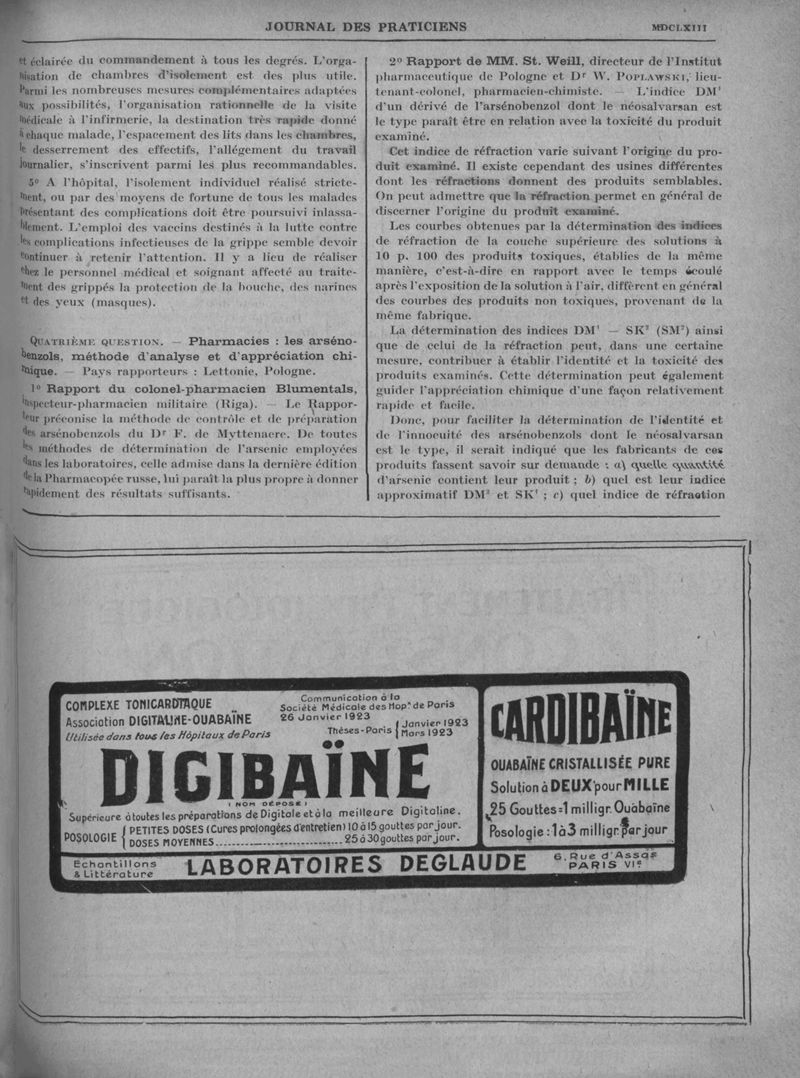 JOURNAL DES PRATICIENS
MDCLXIII
et éclairée du commandement à tous les degrés. L'orga-
nisation de chambres d'isolement est des plus utile.
Parmi les nombreuses mesures complémentaires adaptées
aux possibilités, l'organisation rationnelle de la visite
médicale à l'infirmerie, la destination très rapide donné
à chaque malade, l'espacement des lits dans les chambres,
le desserrement des effectifs, l'allégement du travail
journalier, s'inscrivent parmi les plus recommandables.
5º A l'hôpital, l'isolement individuel réalisé stricte-
ment, ou par des moyens de fortune de tous les malades
présentant des complications doit être poursuivi inlassa-
blement. L'emploi des vaccins destinés à la lutte contre
les complications infectieuses de la grippe semble devoir
continuer à retenir l'attention. Il y a lieu de réaliser
chez le personnel médical et soignant affecté au traite-
ment des grippés la protection de la bouche, des narines
et des yeux (masques).
QUATRIÈME QUESTION. — Pharmacies : les arséno-
benzols, méthode d'analyse et d'appréciation chi-
mique. — Pays rapporteurs : Lettonie, Pologne.
1º Rapport du colonel-pharmacien Blumentals,
inspecteur-pharmacien militaire (Riga). — Le Rappor-
teur préconise la méthode de contrôle et de préparation
des arsénobenzols du Dr F. de Myttenaere. De toutes
les méthodes de détermination de l'arsenic employées
dans les laboratoires, celle admise dans la dernière édition
de la Pharmacopée russe, lui paraît la plus propre à donner
rapidement des résultats suffisants.
2º Rapport de MM. St. Weill, directeur de l'Institut
pharmaceutique de Pologne et Dr W. POPLAWSKI, lieu-
tenant-colonel, pharmacien-chimiste. — L'indice DM¹
d'un dérivé de l'arsénobenzol dont le néosalvarsan est
le type paraît être en relation avec la toxicité du produit
examiné.
Cet indice de réfraction varie suivant l'origine du pro-
duit examiné. Il existe cependant des usines différentes
dont les réfractions donnent des produits semblables.
On peut admettre que la réfraction permet en général de
discerner l'origine du produit examiné.
Les courbes obtenues par la détermination des indices
de réfraction de la couche supérieure des solutions à
10 p. 100 des produits toxiques, établies de la même
manière, c'est-à-dire en rapport avec le temps écoulé
après l'exposition de la solution à l'air, diffèrent en général
des courbes des produits non toxiques, provenant de la
même fabrique.
La détermination des indices DM¹ — SK² (SM²) ainsi
que de celui de la réfraction peut, dans une certaine
mesure, contribuer à établir l'identité et la toxicité des
produits examinés. Cette détermination peut également
guider l'appréciation chimique d'une façon relativement
rapide et facile.
Donc, pour faciliter la détermination de l'identité et
de l'innocuité des arsénobenzols dont le néosalvarsan
est le type, il serait indiqué que les fabricants de ces
produits fassent savoir sur demande : a) quelle quantité
d'arsenic contient leur produit ; b) quel est leur indice
approximatif DM² et SK¹ ; c) quel indice de réfraction
COMPLEXE TONICARDIAQUE
Association DIGITALINE-OUABAÏNE
Utilisée dans tous les Hôpitaux de Paris
Communication à la
Société Médicale des Hopx de Paris
26 Janvier 1923
Thèses-Paris { Janvier 1923
Mars 1923
DIGIBAÏNE
( NOM DÉPOSÉ )
Supérieure à toutes les préparations de Digitale et à la meilleure Digitaline.
POSOLOGIE { PETITES DOSES (Cures prolongées d'entretien) 10 à 15 gouttes par jour.
DOSES MOYENNES........................ 25 à 30 gouttes par jour.
CARDIBAÏNE
OUABAÏNE CRISTALLISÉE PURE
Solution à DEUX pour MILLE
25 Gouttes=1 milligr. Ouabaïne
Posologie : 1 à 3 milligr. par jour
Echantillons
& Littérature
LABORATOIRES DEGLAUDE
6, Rue d'Assas
PARIS VIe